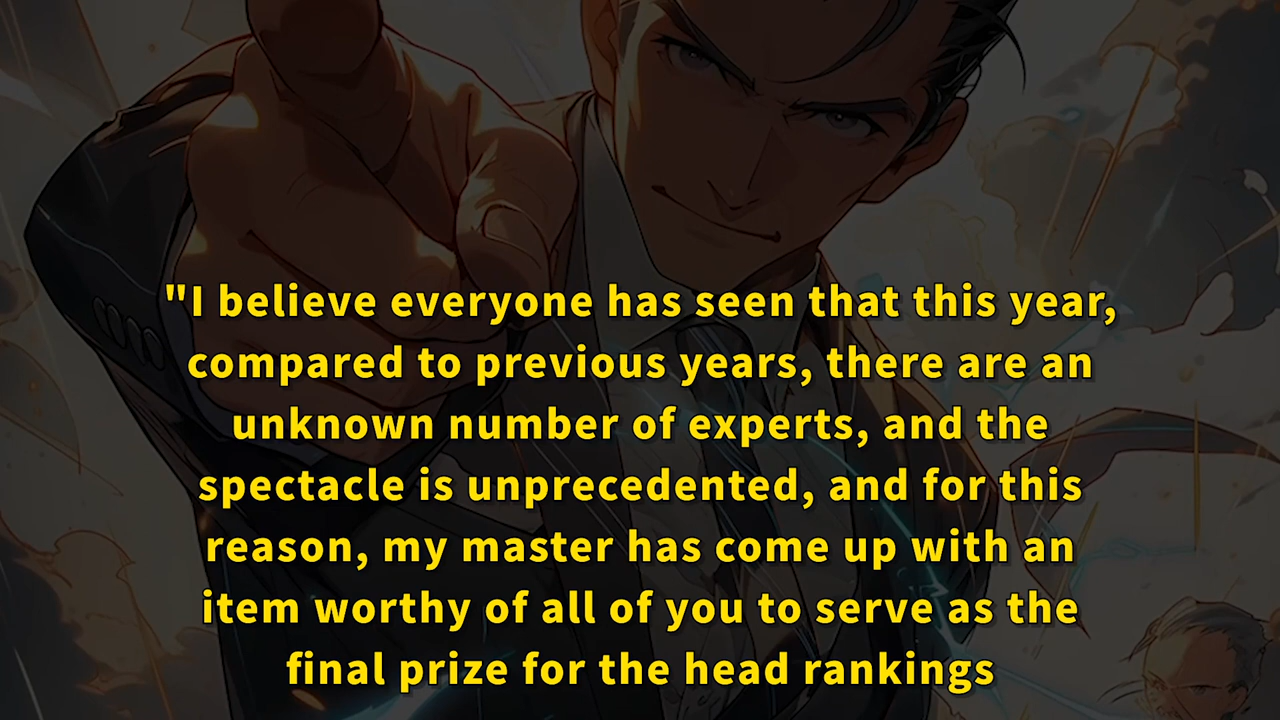 "I believe everyone has seen that this year,
compared to previous years, there are an
unknown number of experts, and the
spectacle is unprecedented, and for this
reason, my master has come up with an
item worthy of all of you to serve as the
final prize for the head rankings